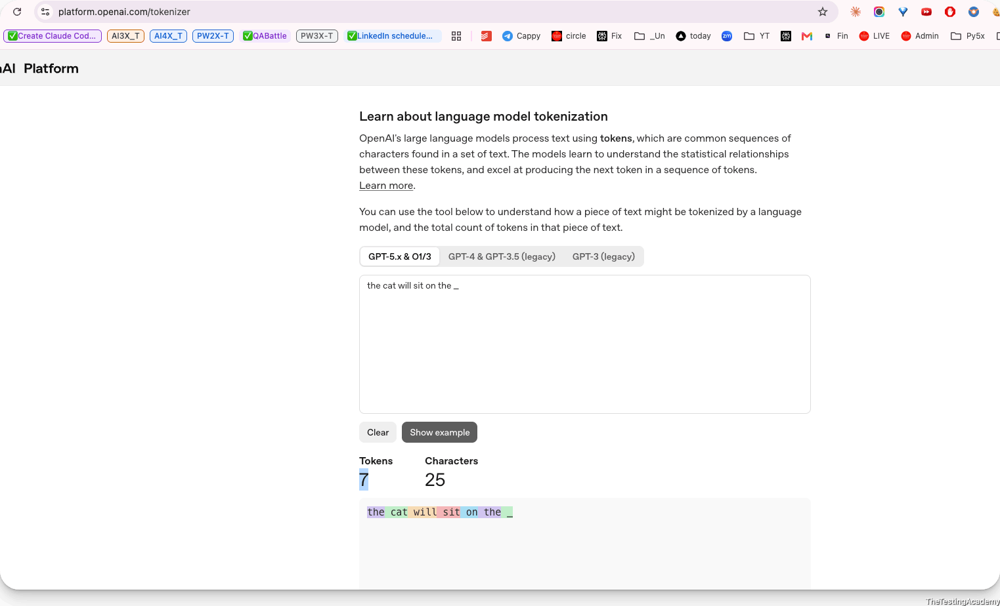 platform.openai.com/tokenizer
✅Create Claude Cod... AI3X_T AI4X_T PW2X-T ✅QABattle PW3X-T ✅LinkedIn schedule... Cappy circle Fix _Un today zm YT Fin LIVE Admin Py5x
AI Platform
Learn about language model tokenization
OpenAI's large language models process text using tokens, which are common sequences of
characters found in a set of text. The models learn to understand the statistical relationships
between these tokens, and excel at producing the next token in a sequence of tokens.
Learn more.
You can use the tool below to understand how a piece of text might be tokenized by a language
model, and the total count of tokens in that piece of text.
GPT-5.x & O1/3 GPT-4 & GPT-3.5 (legacy) GPT-3 (legacy)
the cat will sit on the _
Clear Show example
Tokens Characters
7 25
the cat will sit on the _
TheTestingAcademy